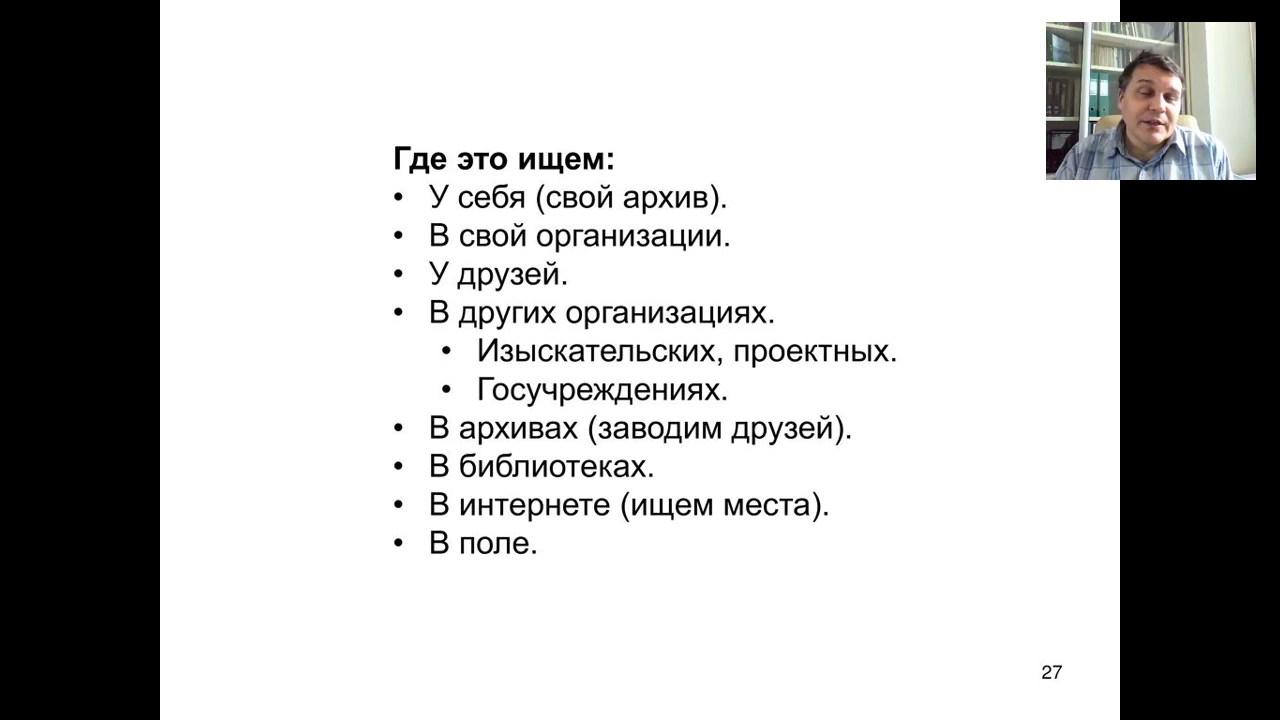 Где это ищем:
• У себя (свой архив).
• В свой организации.
• У друзей.
• В других организациях.
• Изыскательских, проектных.
• Госучреждениях.
• В архивах (заводим друзей).
• В библиотеках.
• В интернете (ищем места).
• В поле.
27